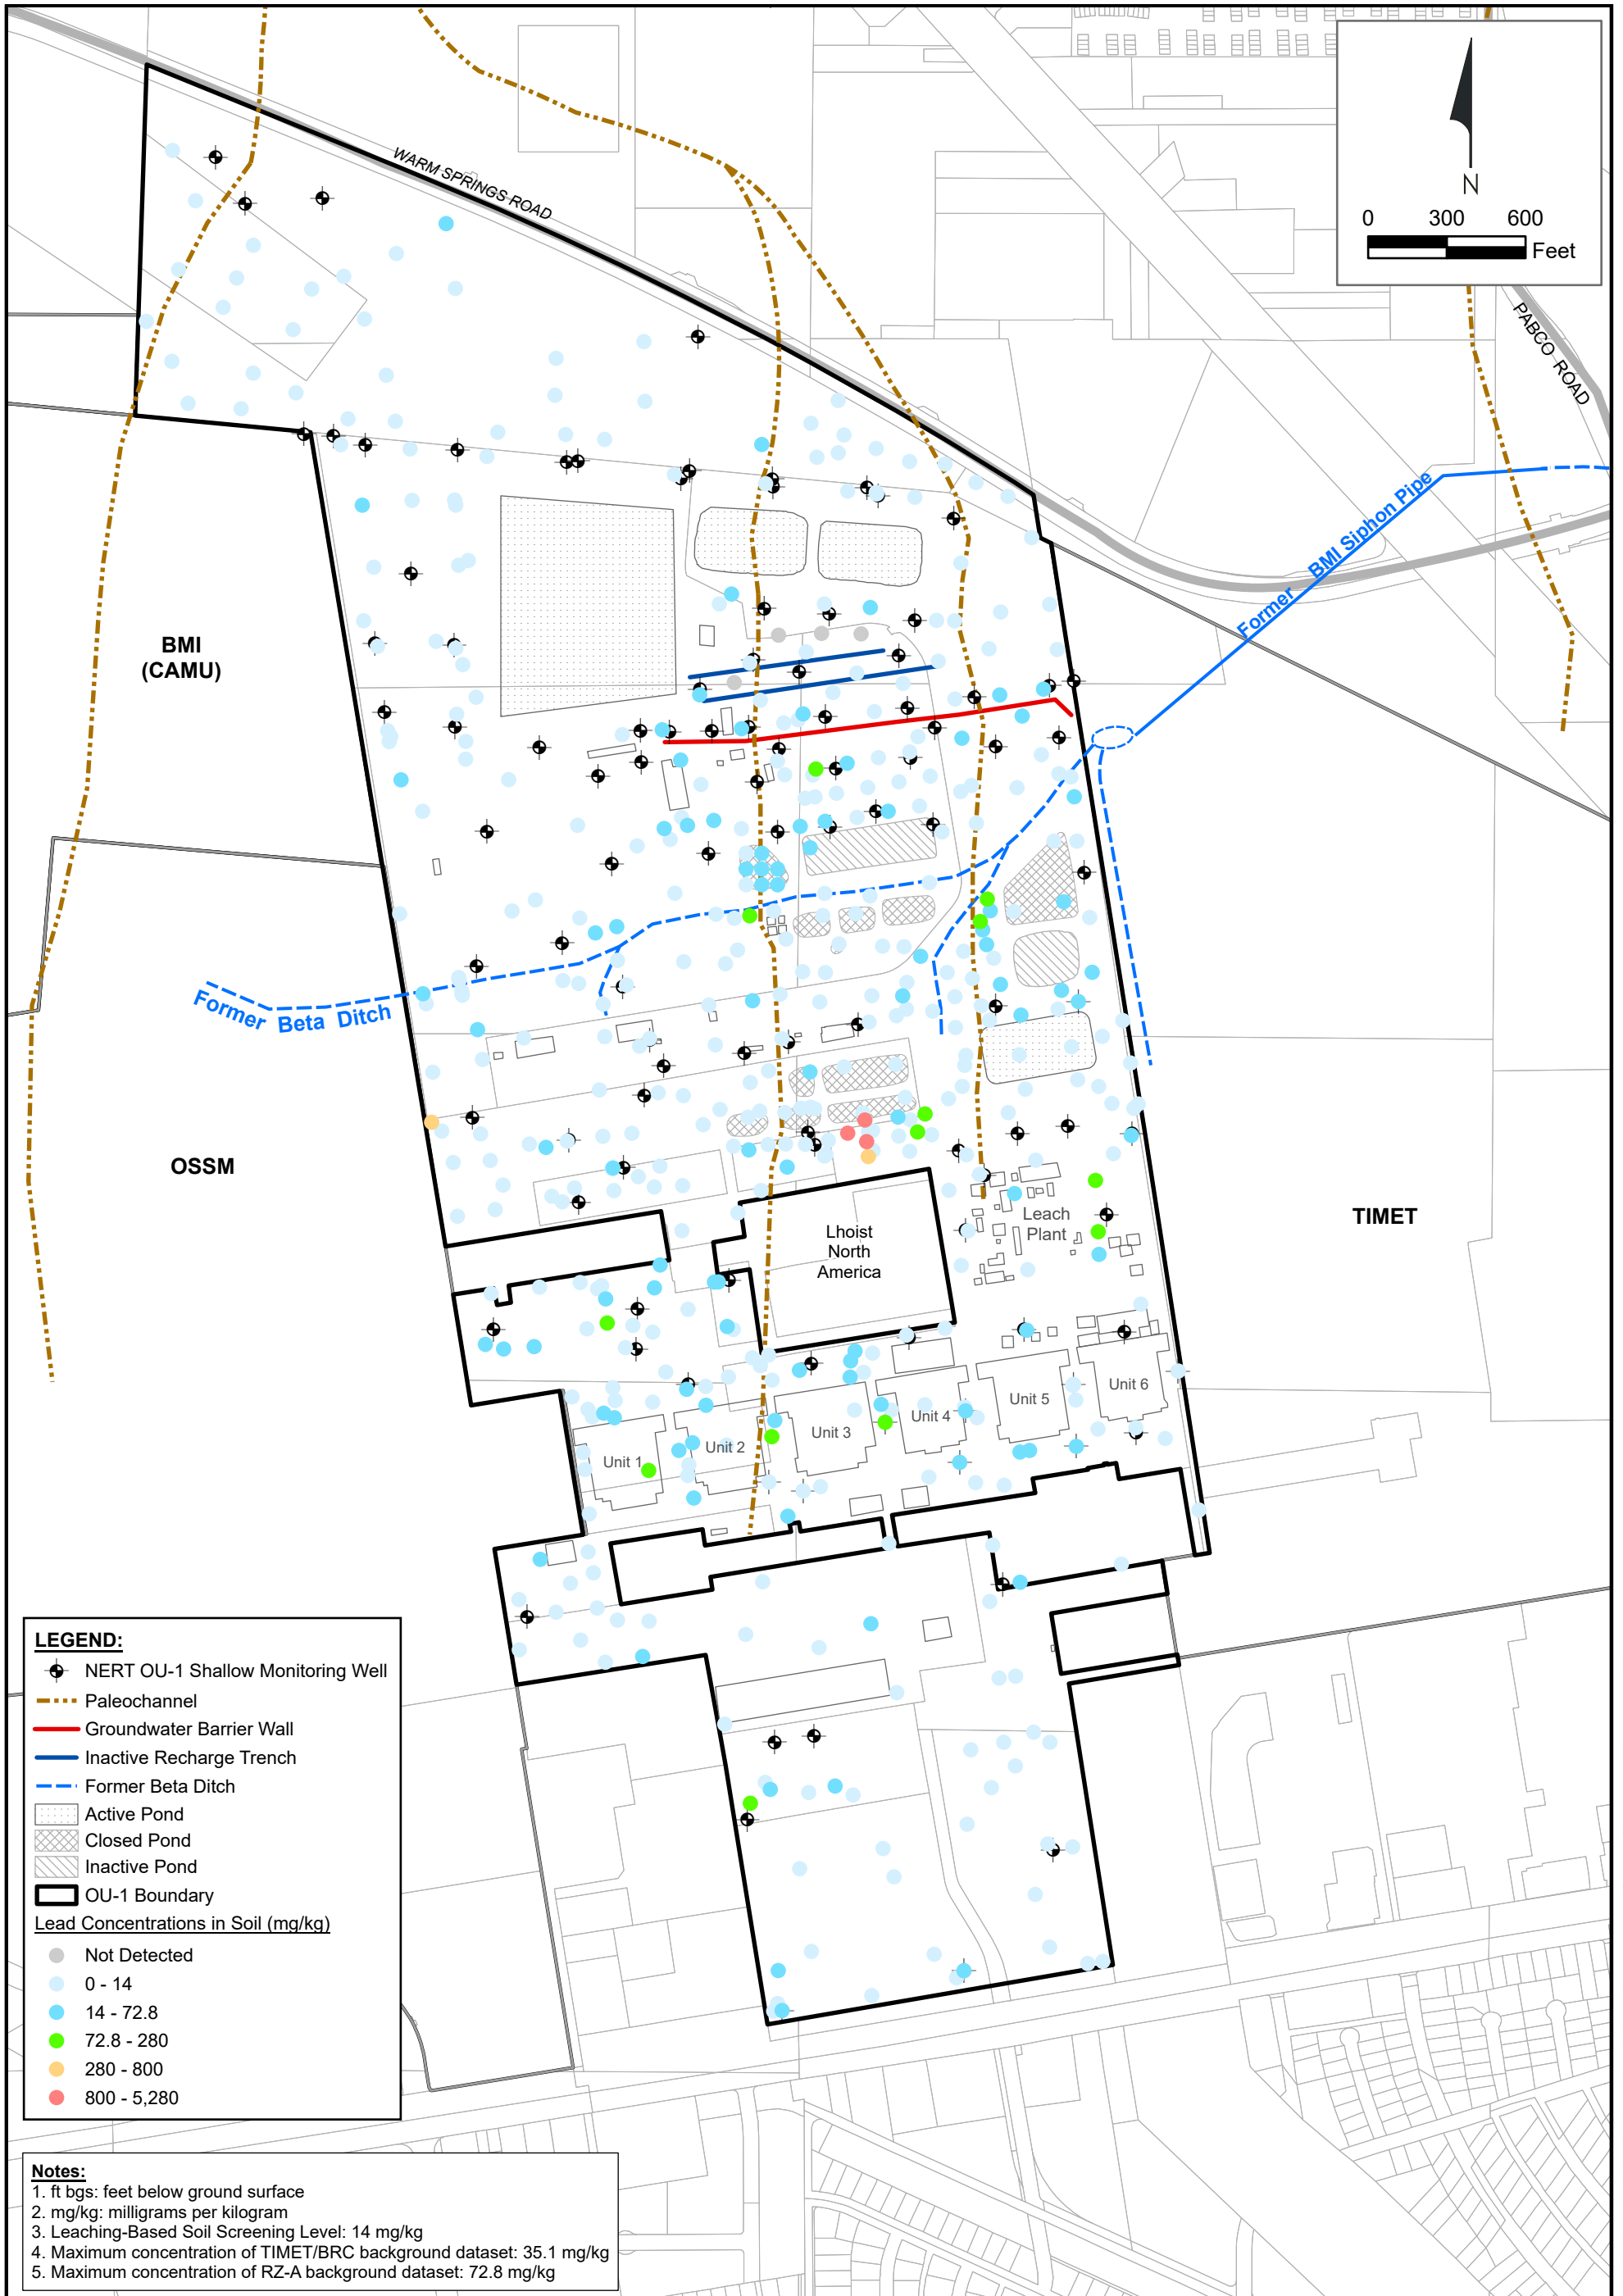 N
0 300 600
Feet
WARM SPRINGS ROAD
PABCO ROAD
Former BMI Siphon Pipe
BMI
(CAMU)
Former Beta Ditch
OSSM
TIMET
Lhoist
North
America
Leach
Plant
Unit 1
Unit 2
Unit 3
Unit 4
Unit 5
Unit 6
LEGEND:
NERT OU-1 Shallow Monitoring Well
Paleochannel
Groundwater Barrier Wall
Inactive Recharge Trench
Former Beta Ditch
Active Pond
Closed Pond
Inactive Pond
OU-1 Boundary
Lead Concentrations in Soil (mg/kg)
Not Detected
0 - 14
14 - 72.8
72.8 - 280
280 - 800
800 - 5,280
Notes:
1. ft bgs: feet below ground surface
2. mg/kg: milligrams per kilogram
3. Leaching-Based Soil Screening Level: 14 mg/kg
4. Maximum concentration of TIMET/BRC background dataset: 35.1 mg/kg
5. Maximum concentration of RZ-A background dataset: 72.8 mg/kg